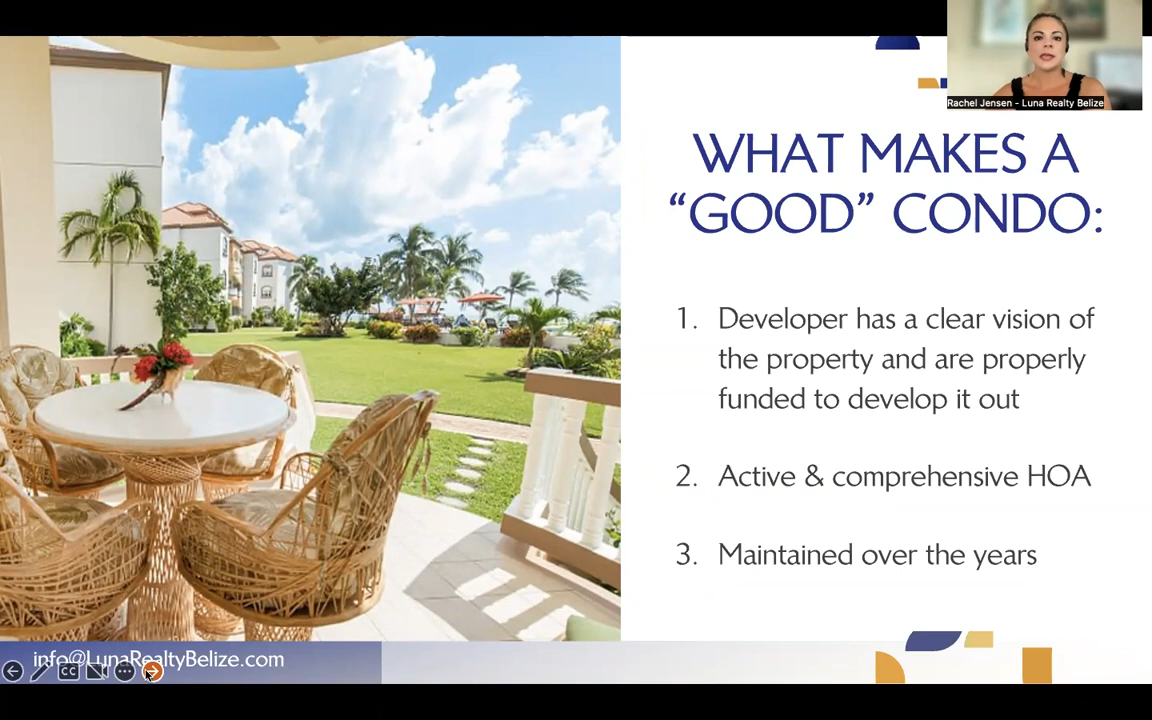 Rachel Jensen - Luna Realty Belize
WHAT MAKES A
“GOOD” CONDO:
1. Developer has a clear vision of
the property and are properly
funded to develop it out
2. Active & comprehensive HOA
3. Maintained over the years
info@LunaRealtyBelize.com
CC